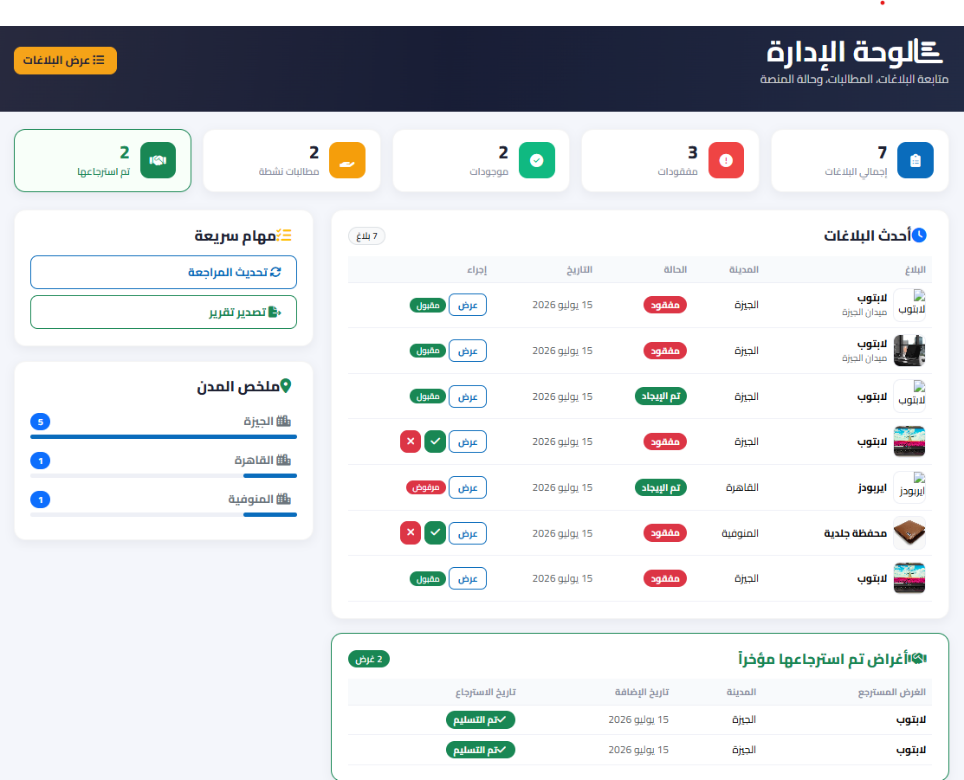 لوحة الإدارة
متابعة البلاغات، المطالبات، وحالة المنصة
عرض البلاغات
7
إجمالي البلاغات
3
مفقودات
2
موجودات
2
مطالبات نشطة
2
تم استرجاعها
أحدث البلاغات
7 بلاغ
البلاغ المدينة الحالة التاريخ إجراء
لابتوب لابتوب الجيزة مفقود 15 يوليو 2026 عرض مقبول
ميدان الجيزة
لابتوب الجيزة مفقود 15 يوليو 2026 عرض مقبول
ميدان الجيزة
لابتوب لابتوب الجيزة تم الإيجاد 15 يوليو 2026 عرض مقبول
لابتوب الجيزة مفقود 15 يوليو 2026 عرض
ايربودز ايربودز القاهرة تم الإيجاد 15 يوليو 2026 عرض مرفوض
محفظة جلدية المنوفية مفقود 15 يوليو 2026 عرض
لابتوب الجيزة مفقود 15 يوليو 2026 عرض مقبول
أغراض تم استرجاعها مؤخراً
2 غرض
الغرض المسترجع المدينة تاريخ الإضافة تاريخ الاسترجاع
لابتوب الجيزة 15 يوليو 2026 تم التسليم
لابتوب الجيزة 15 يوليو 2026 تم التسليم
مهام سريعة
تحديث المراجعة
تصدير تقرير
ملخص المدن
الجيزة 5
القاهرة 1
المنوفية 1